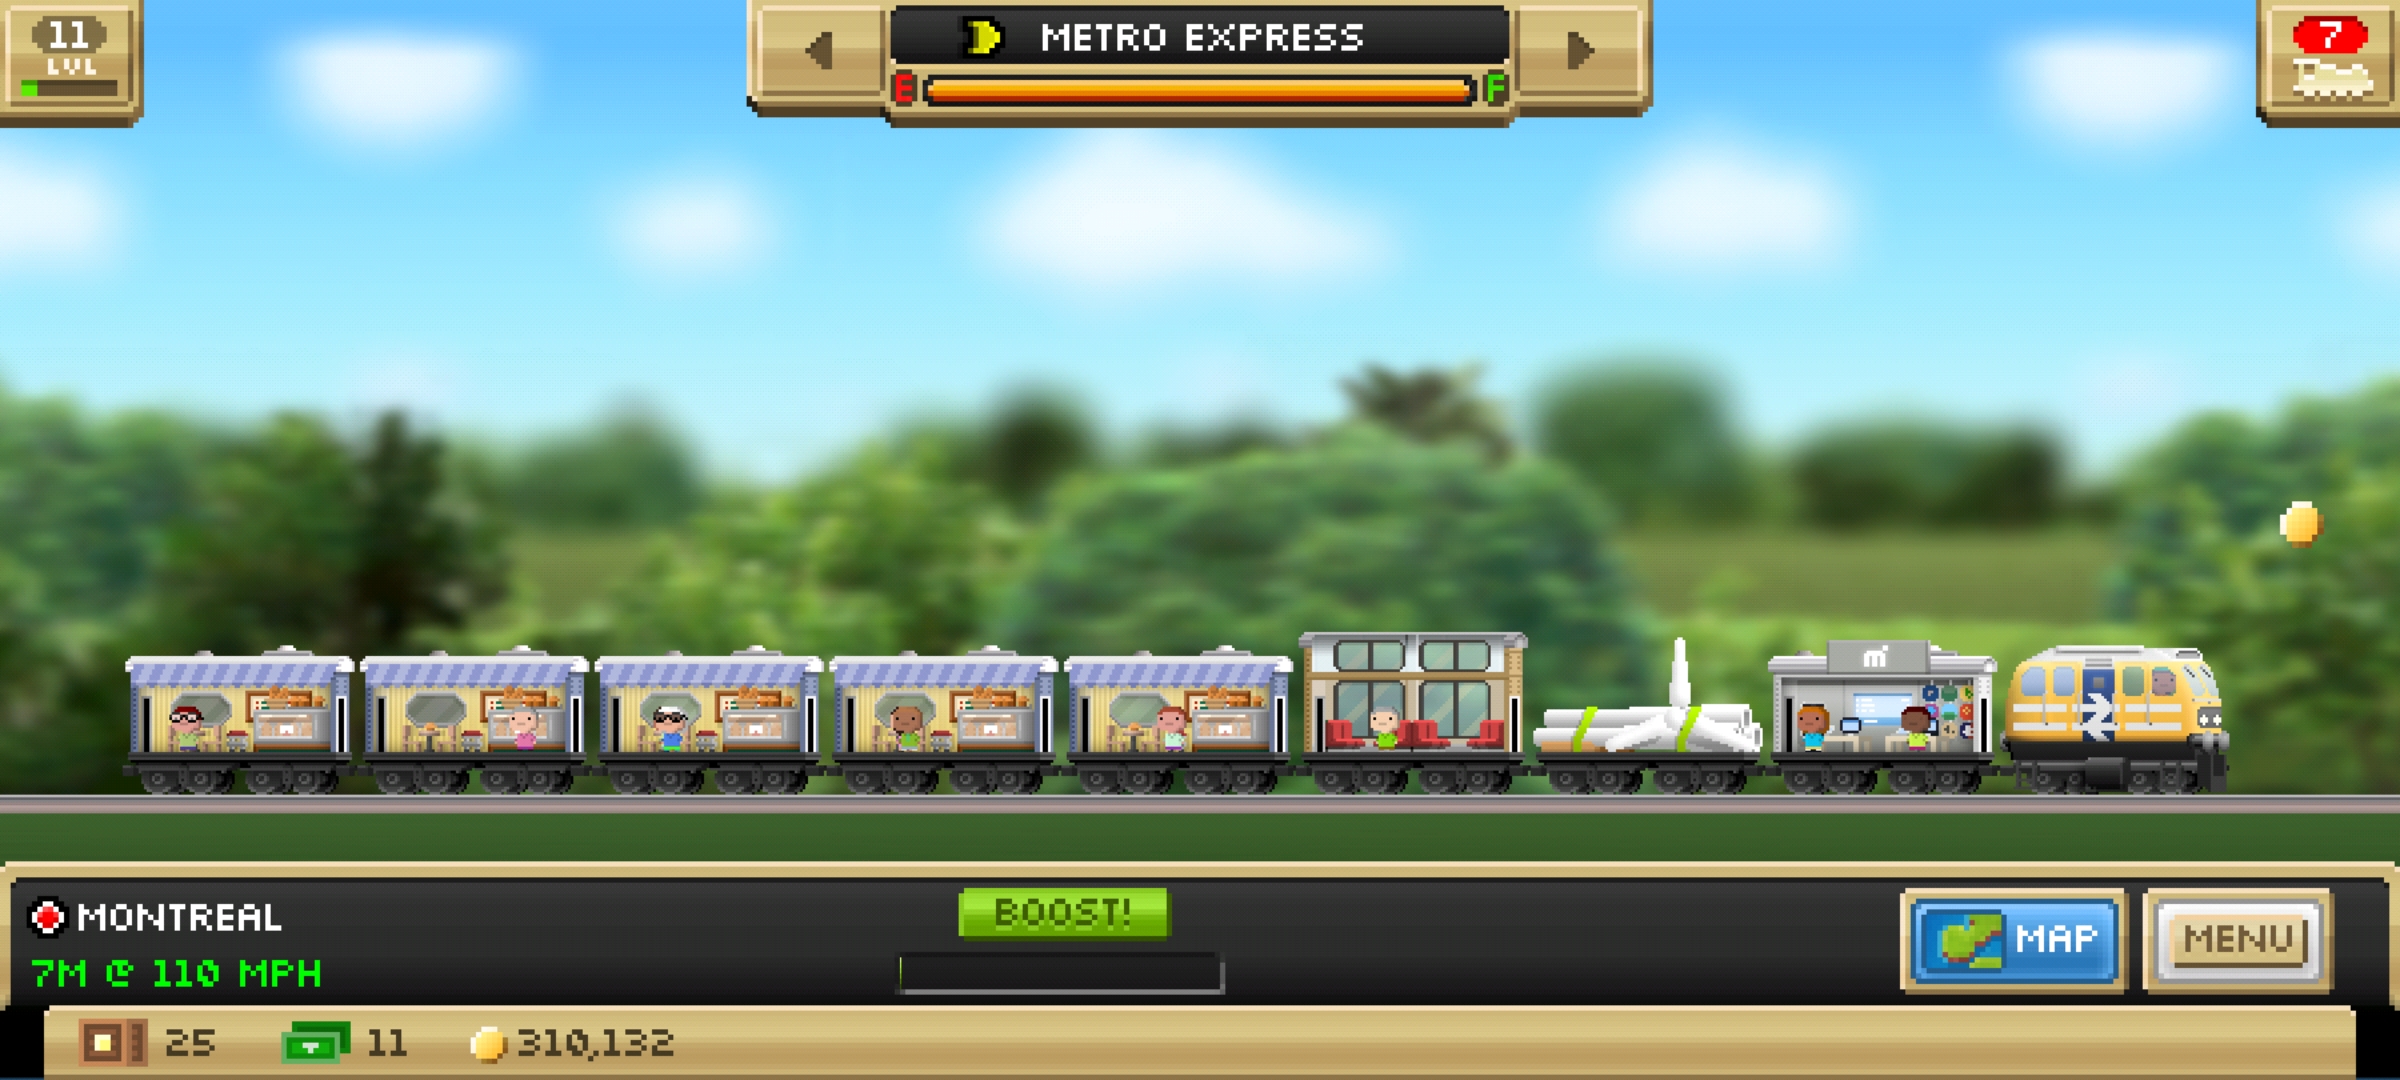 11
LVL
METRO EXPRESS
E F
7
m
MONTREAL
7M @ 110 MPH
BOOST!
MAP
MENU
25
11
310,132